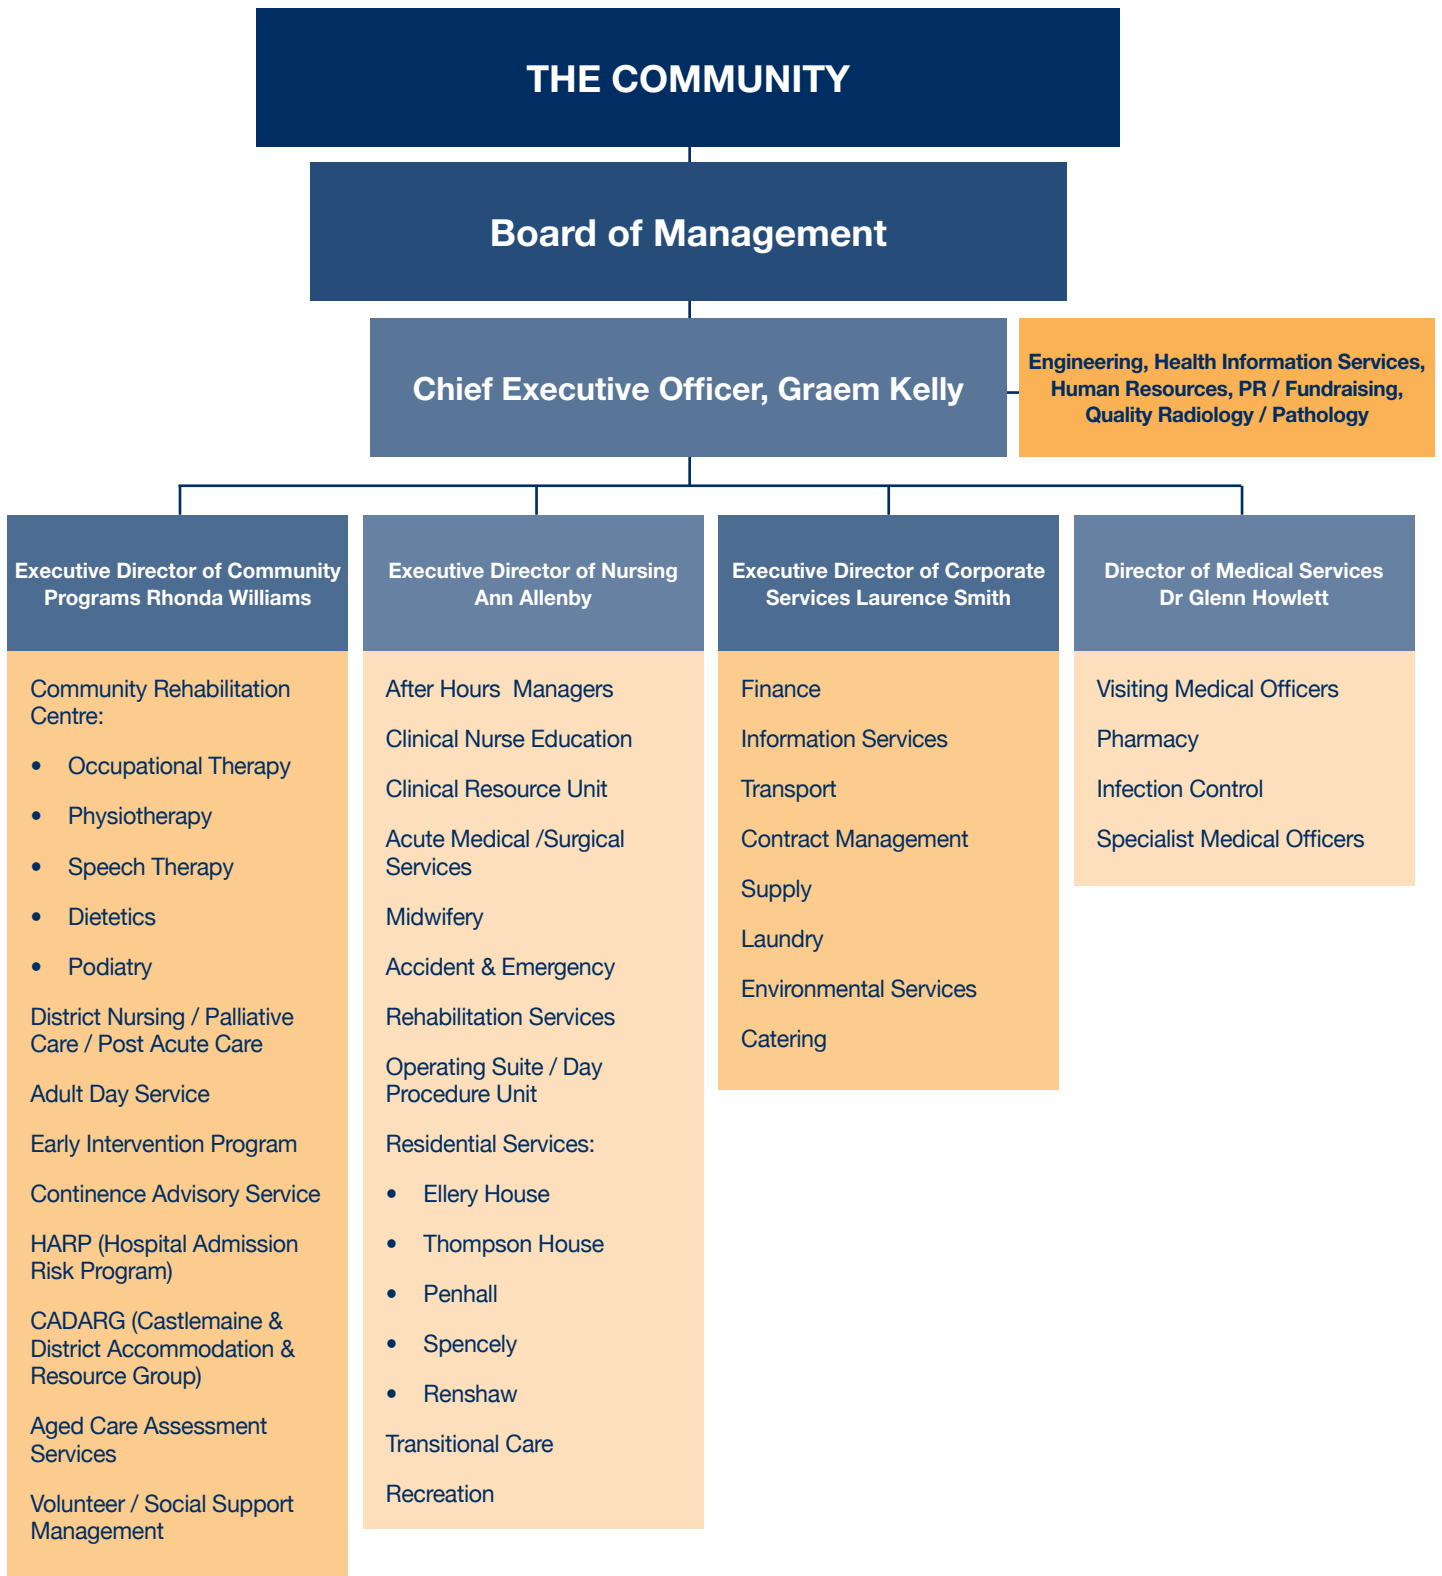 THE COMMUNITY
Board of Management
Chief Executive Officer, Graem Kelly
Engineering, Health Information Services,
Human Resources, PR / Fundraising,
Quality Radiology / Pathology
Executive Director of Community
Programs Rhonda Williams
Community Rehabilitation
Centre:
• Occupational Therapy
• Physiotherapy
• Speech Therapy
• Dietetics
• Podiatry
District Nursing / Palliative
Care / Post Acute Care
Adult Day Service
Early Intervention Program
Continence Advisory Service
HARP (Hospital Admission
Risk Program)
CADARG (Castlemaine &
District Accommodation &
Resource Group)
Aged Care Assessment
Services
Volunteer / Social Support
Management
Executive Director of Nursing
Ann Allenby
After Hours  Managers
Clinical Nurse Education
Clinical Resource Unit
Acute Medical /Surgical
Services
Midwifery
Accident & Emergency
Rehabilitation Services
Operating Suite / Day
Procedure Unit
Residential Services:
• Ellery House
• Thompson House
• Penhall
• Spencely
• Renshaw
Transitional Care
Recreation
Executive Director of Corporate
Services Laurence Smith
Finance
Information Services
Transport
Contract Management
Supply
Laundry
Environmental Services
Catering
Director of Medical Services
Dr Glenn Howlett
Visiting Medical Officers
Pharmacy
Infection Control
Specialist Medical Officers